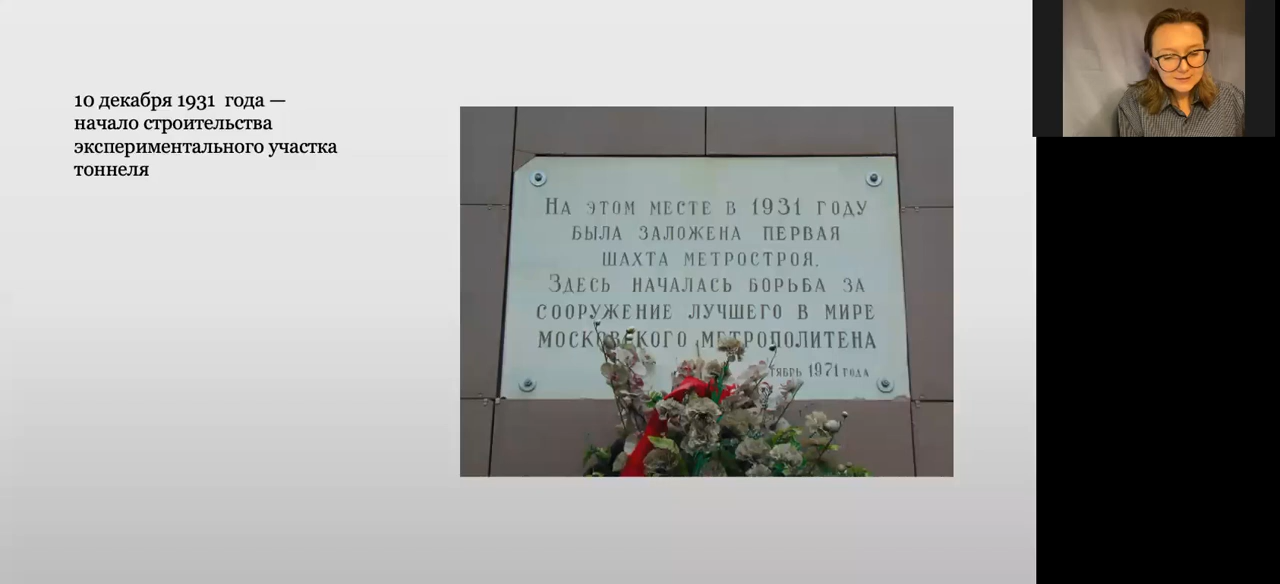 10 декабря 1931 года —
начало строительства
экспериментального участка
тоннеля
На этом месте в 1931 году
была заложена первая
шахта Метростроя.
Здесь началась борьба за
сооружение лучшего в мире
Московского метрополитена
1971 года